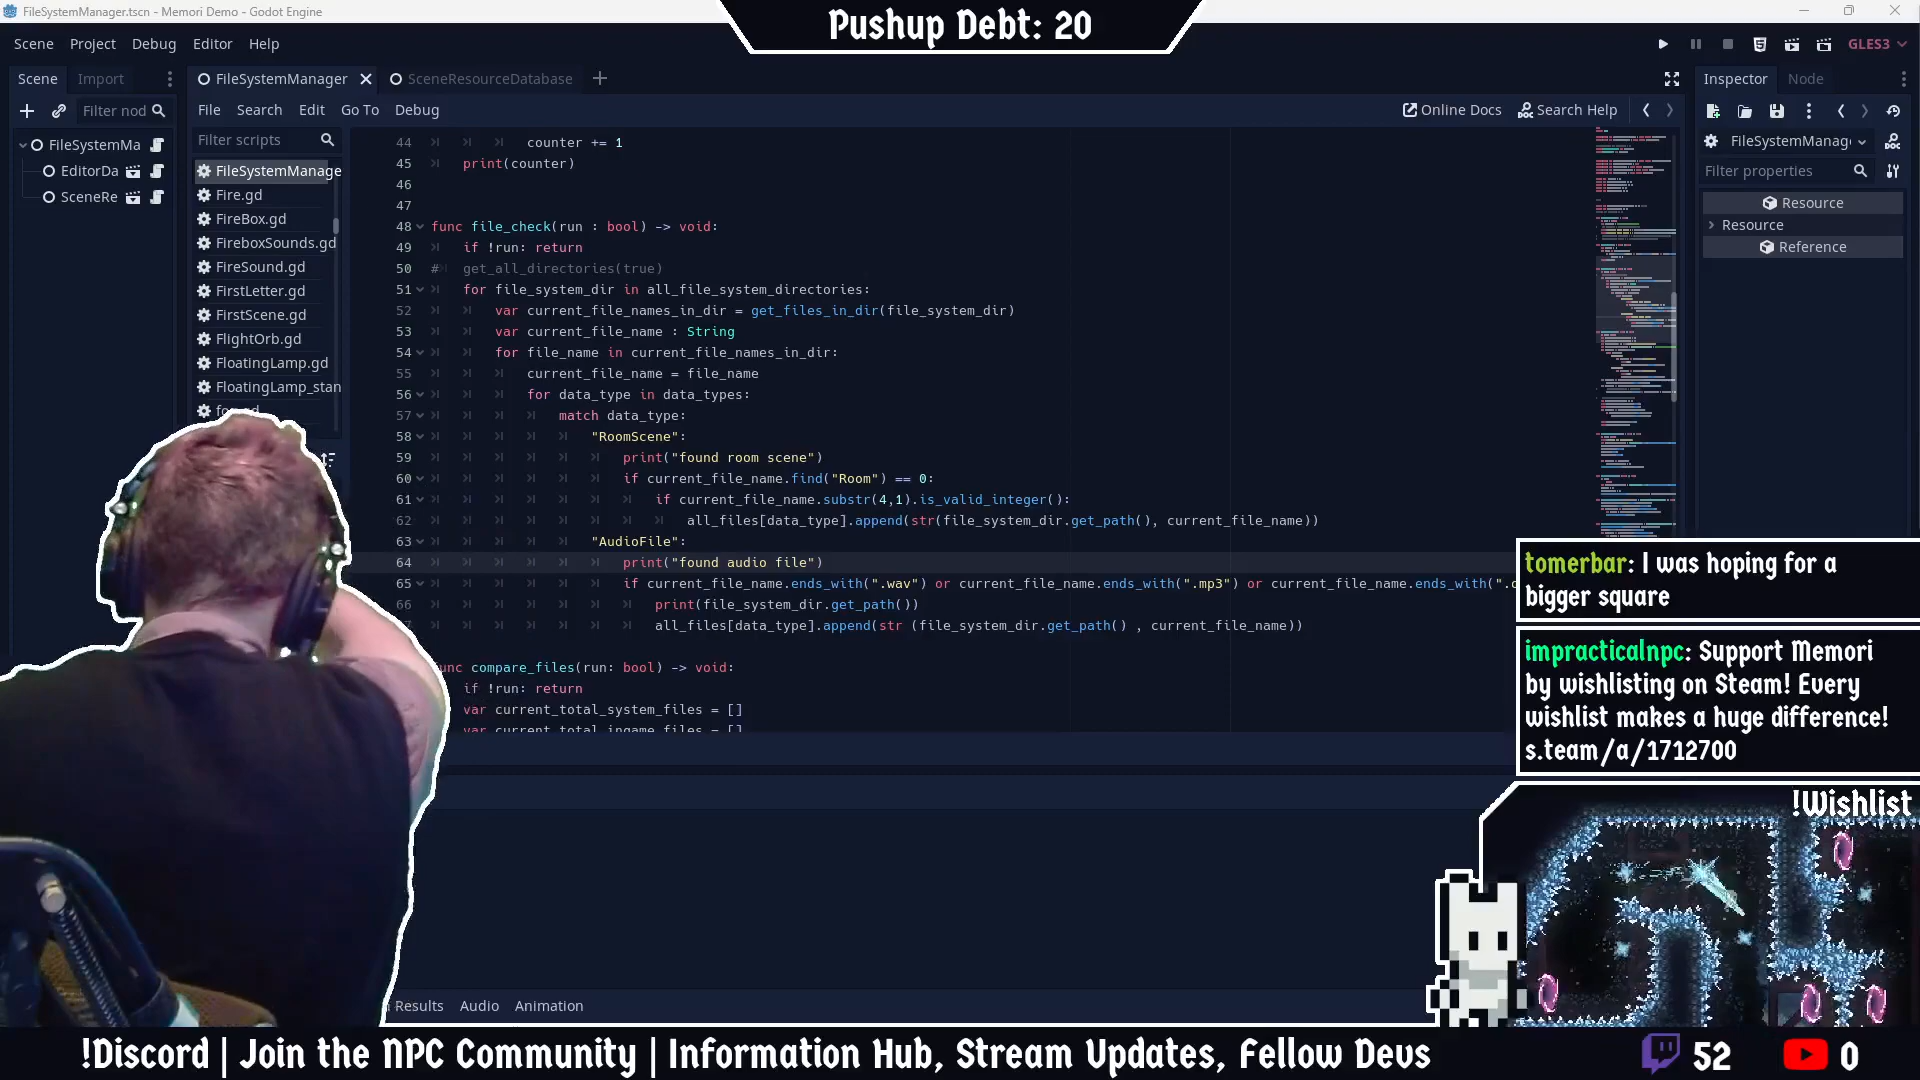 FileSystemManager.tscn - Memori Demo - Godot Engine
Pushup Debt: 20
Scene Project Debug Editor Help
GLES3
Scene Import
FileSystemManager
SceneResourceDatabase
Inspector Node
Filter nod
File Search Edit Go To Debug
Online Docs Search Help
FileSystemMa
EditorDa
SceneRe
Filter scripts
FileSystemManage
Fire.gd
FireBox.gd
FireboxSounds.gd
FireSound.gd
FirstLetter.gd
FirstScene.gd
FlightOrb.gd
FloatingLamp.gd
FloatingLamp_stan
44 counter += 1
45 print(counter)
46
47
48 func file_check(run : bool) -> void:
49 if !run: return
50 # get_all_directories(true)
51 for file_system_dir in all_file_system_directories:
52 var current_file_names_in_dir = get_files_in_dir(file_system_dir)
53 var current_file_name : String
54 for file_name in current_file_names_in_dir:
55 current_file_name = file_name
56 for data_type in data_types:
57 match data_type:
58 "RoomScene":
59 print("found room scene")
60 if current_file_name.find("Room") == 0:
61 if current_file_name.substr(4,1).is_valid_integer():
62 all_files[data_type].append(str(file_system_dir.get_path(), current_file_name))
63 "AudioFile":
64 print("found audio file")
65 if current_file_name.ends_with(".wav") or current_file_name.ends_with(".mp3") or current_file_name.ends_with(".o
66 print(file_system_dir.get_path())
all_files[data_type].append(str (file_system_dir.get_path() , current_file_name))
unc compare_files(run: bool) -> void:
if !run: return
var current_total_system_files = []
var current_total_ingame_files = []
FileSystemManag
Filter properties
Resource
Resource
Reference
tomerbar: I was hoping for a
bigger square
impracticalnpc: Support Memori
by wishlisting on Steam! Every
wishlist makes a huge difference!
s.team/a/1712700
!Wishlist
Results Audio Animation
!Discord | Join the NPC Community | Information Hub, Stream Updates, Fellow Devs
52
0